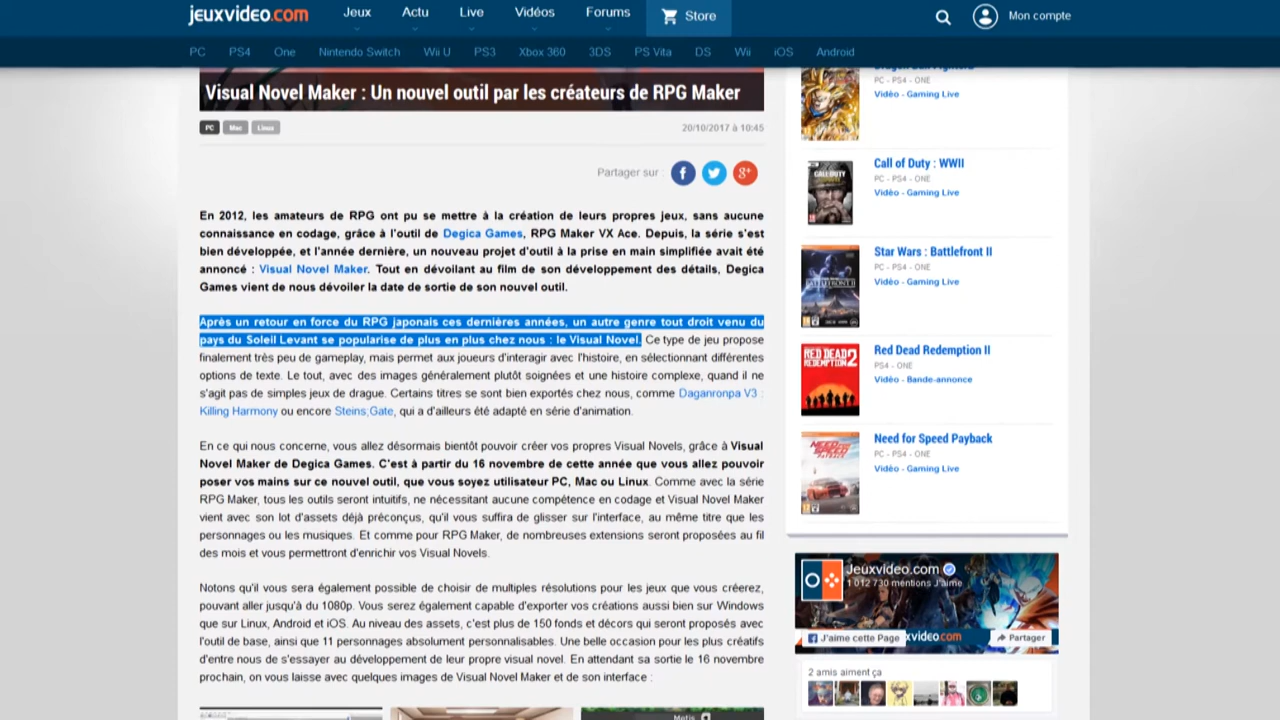 jeuxvideo.com
Jeux Actu Live Vidéos Forums Store Mon compte
PC PS4 One Nintendo Switch Wii U PS3 Xbox 360 3DS PS Vita DS Wii iOS Android
Visual Novel Maker : Un nouvel outil par les créateurs de RPG Maker
PC Mac Linux 20/10/2017 à 10:45
Partager sur :
En 2012, les amateurs de RPG ont pu se mettre à la création de leurs propres jeux, sans aucune
connaissance en codage, grâce à l'outil de Degica Games, RPG Maker VX Ace. Depuis, la série s'est
bien développée, et l'année dernière, un nouveau projet d'outil à la prise en main simplifiée avait été
annoncé : Visual Novel Maker. Tout en dévoilant au film de son développement des détails, Degica
Games vient de nous dévoiler la date de sortie de son nouvel outil.
Après un retour en force du RPG japonais ces dernières années, un autre genre tout droit venu du
pays du Soleil Levant se popularise de plus en plus chez nous : le Visual Novel. Ce type de jeu propose
finalement très peu de gameplay, mais permet aux joueurs d'interagir avec l'histoire, en sélectionnant différentes
options de texte. Le tout, avec des images généralement plutôt soignées et une histoire complexe, quand il ne
s'agit pas de simples jeux de drague. Certains titres se sont bien exportés chez nous, comme Daganronpa V3 :
Killing Harmony ou encore Steins;Gate, qui a d'ailleurs été adapté en série d'animation.
En ce qui nous concerne, vous allez désormais bientôt pouvoir créer vos propres Visual Novels, grâce à Visual
Novel Maker de Degica Games. C'est à partir du 16 novembre de cette année que vous allez pouvoir
poser vos mains sur ce nouvel outil, que vous soyez utilisateur PC, Mac ou Linux. Comme avec la série
RPG Maker, tous les outils seront intuitifs, ne nécessitant aucune compétence en codage et Visual Novel Maker
vient avec son lot d'assets déjà préconçus, qu'il vous suffira de glisser sur l'interface, au même titre que les
personnages ou les musiques. Et comme pour RPG Maker, de nombreuses extensions seront proposées au fil
des mois et vous permettront d'enrichir vos Visual Novels.
Notons qu'il vous sera également possible de choisir de multiples résolutions pour les jeux que vous créerez,
pouvant aller jusqu'à du 1080p. Vous serez également capable d'exporter vos créations aussi bien sur Windows
que sur Linux, Android et iOS. Au niveau des assets, c'est plus de 150 fonds et décors qui seront proposés avec
l'outil de base, ainsi que 11 personnages absolument personnalisables. Une belle occasion pour les plus créatifs
d'entre nous de s'essayer au développement de leur propre visual novel. En attendant sa sortie le 16 novembre
prochain, on vous laisse avec quelques images de Visual Novel Maker et de son interface :
PC - PS4 - ONE
Vidéo - Gaming Live
Call of Duty : WWII
PC - PS4 - ONE
Vidéo - Gaming Live
Star Wars : Battlefront II
PC - PS4 - ONE
Vidéo - Gaming Live
RED DEAD
REDEMPTION 2
Red Dead Redemption II
PS4 - ONE
Vidéo - Bande-annonce
Need for Speed Payback
PC - PS4 - ONE
Vidéo - Gaming Live
Jeuxvideo.com
1 012 730 mentions J'aime
J'aime cette Page xvideo.com Partager
2 amis aiment ça